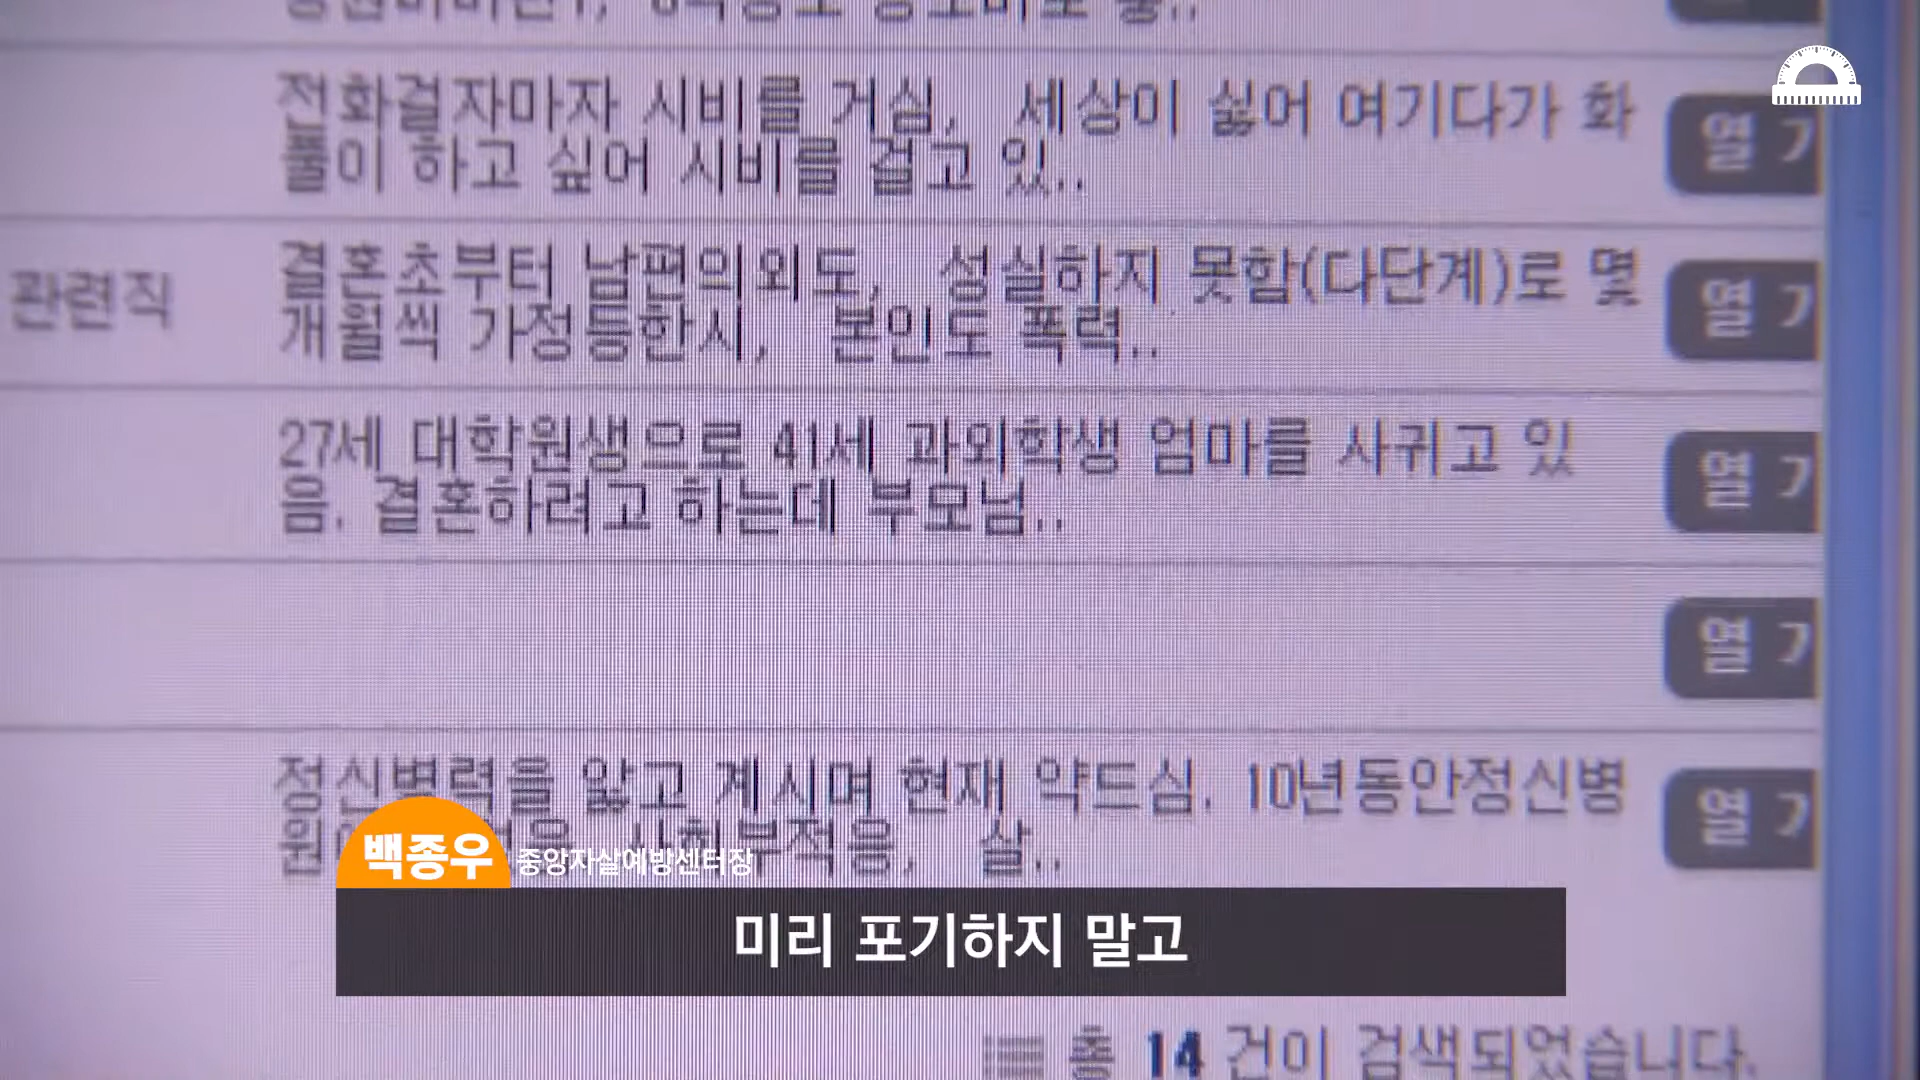 전화걸자마자 시비를 거심, 세상이 싫어 여기다가 화
풀이 하고 싶어 시비를 걸고 있..
열기
관련직
결혼초부터 남편의외도, 성실하지 못함(다단계)로 몇
개월씩 가정등한시, 본인도 폭력..
열기
27세 대학원생으로 41세 과외학생 엄마를 사귀고 있
음. 결혼하려고 하는데 부모님..
열기
열기
정신병력을 앓고 계시며 현재 약드심. 10년동안정신병
사회부적응, 살..
열기
백종우 중앙자살예방센터장
미리 포기하지 말고
총 14 건이 검색되었습니다.